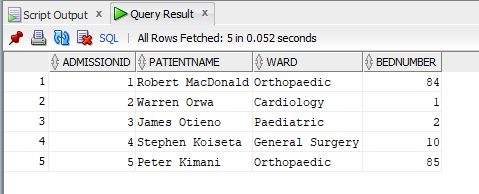 Script Output x Query Result x
SQL | All Rows Fetched: 5 in 0.052 seconds
ADMISSIONID PATIENTNAME WARD BEDNUMBER
1 1 Robert MacDonald Orthopaedic 84
2 2 Warren Orwa Cardiology 1
3 3 James Otieno Paediatric 2
4 4 Stephen Koiseta General Surgery 10
5 5 Peter Kimani Orthopaedic 85